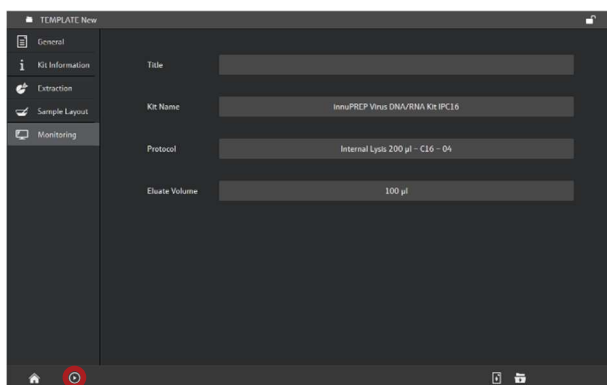 TEMPLATE New
General
Kit Information
Extraction
Sample Layout
Monitoring
Title
Kit Name
InnuPREP Virus DNA/RNA Kit IPC16
Protocol
Internal Lysis 200 µl - C16 - 04
Eluate Volume
100 µl